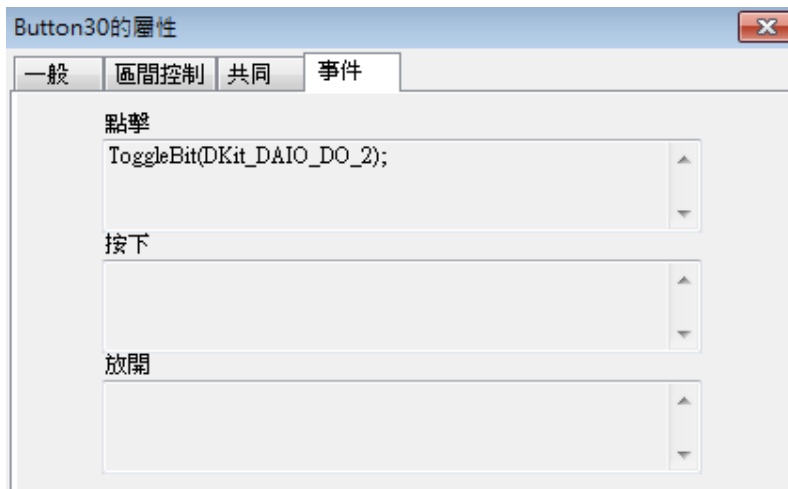 Button30的屬性
一般 區間控制 共同 事件
點擊
ToggleBit(DKit_DAIO_DO_2);
按下
放開